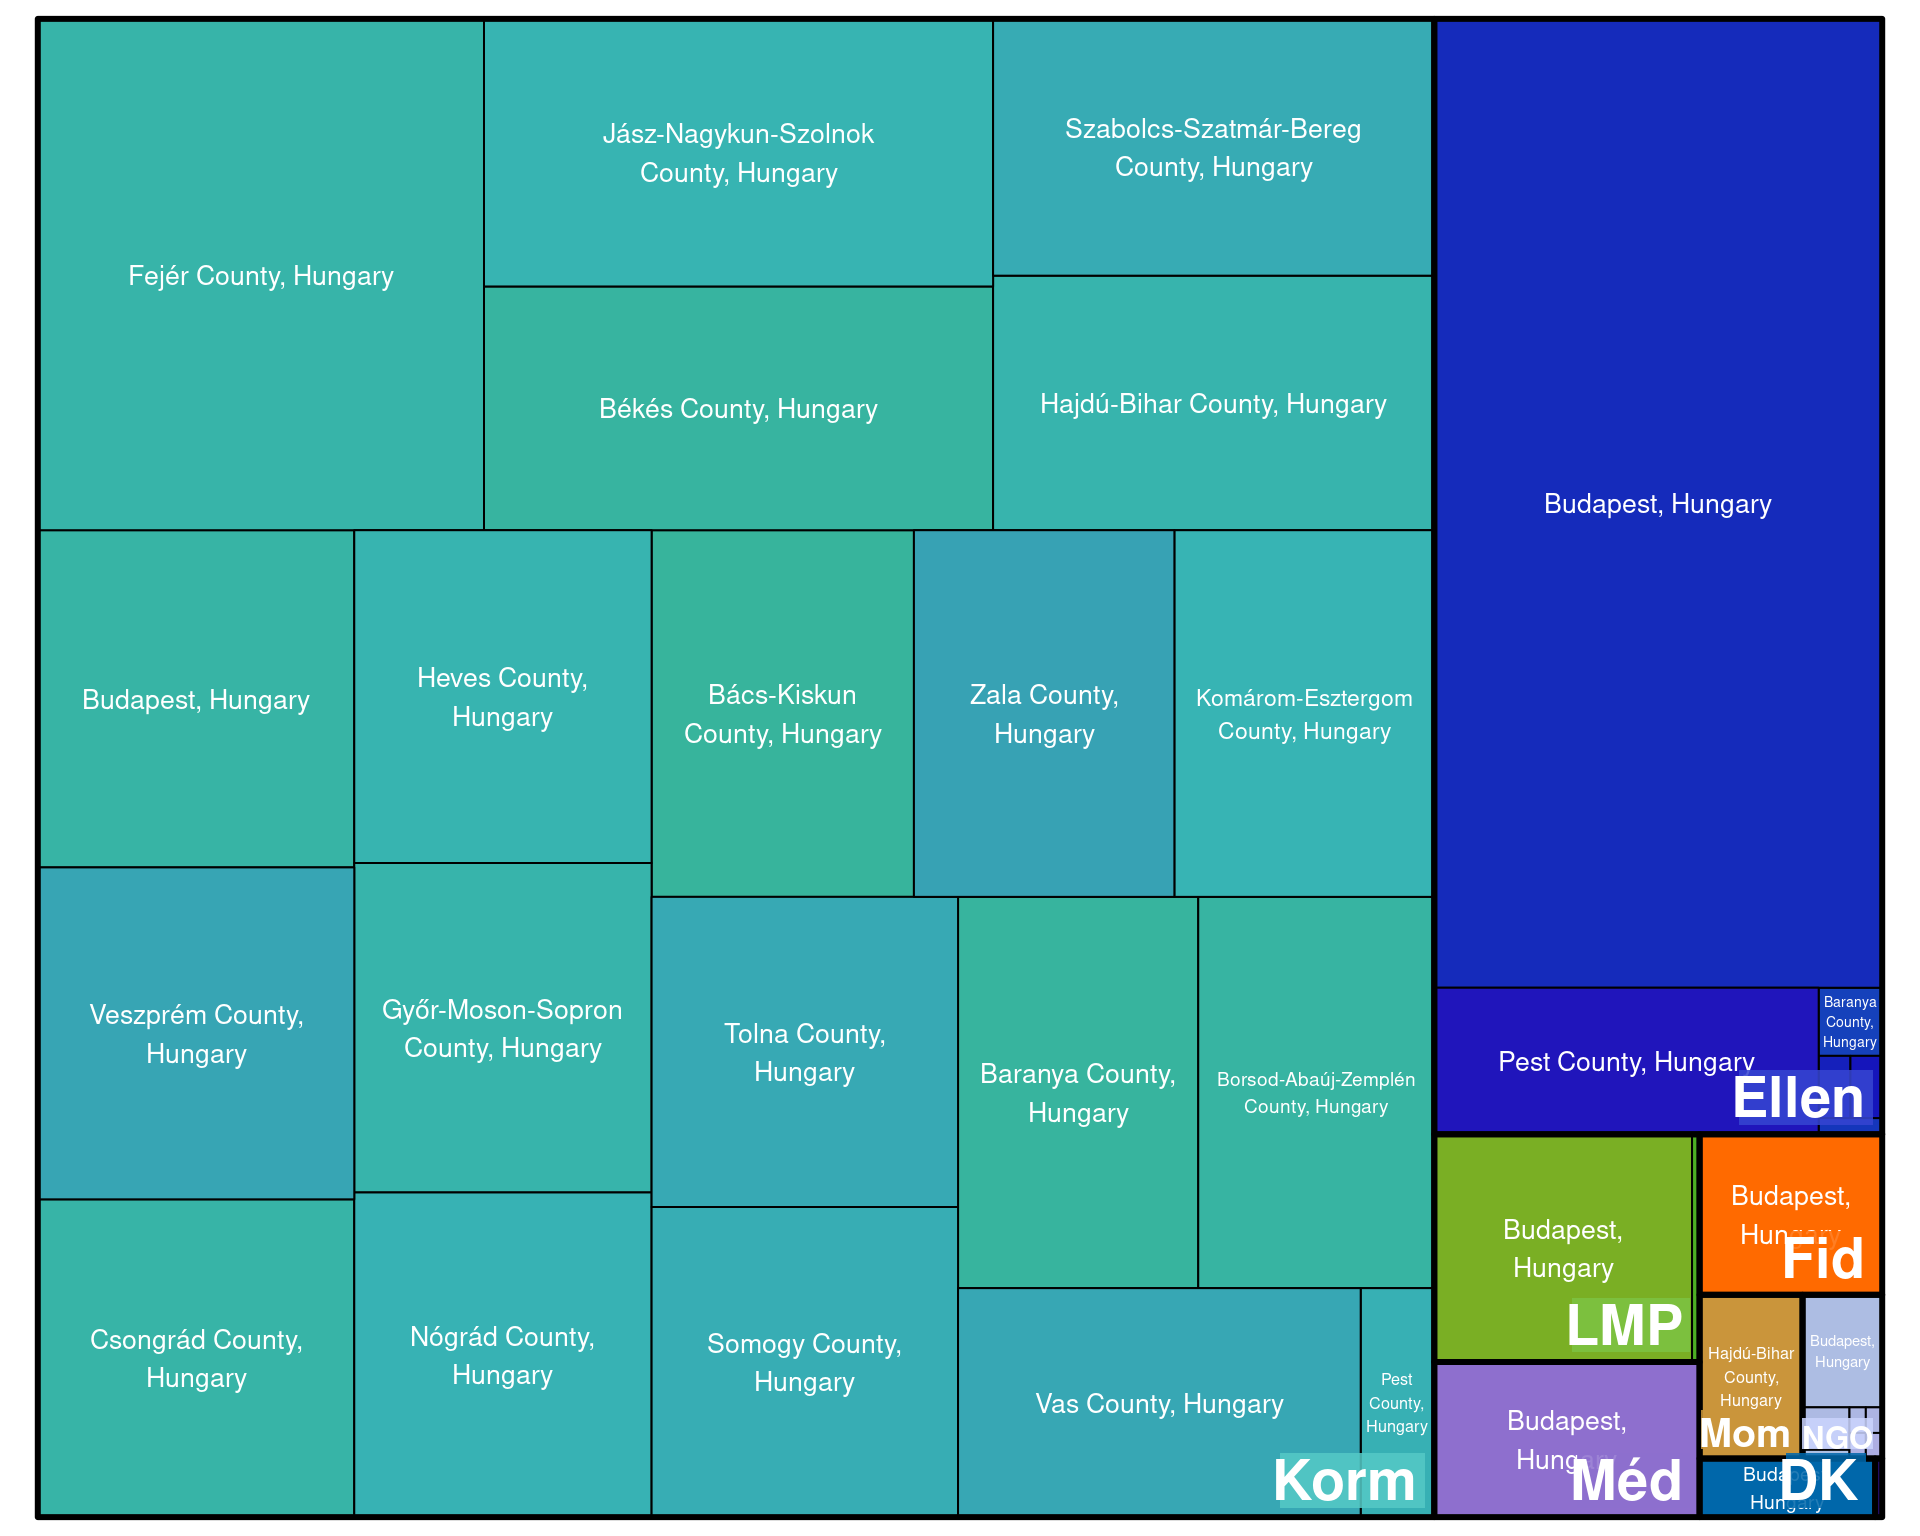 Fejér County, Hungary
Jász-Nagykun-Szolnok
County, Hungary
Szabolcs-Szatmár-Bereg
County, Hungary
Békés County, Hungary
Hajdú-Bihar County, Hungary
Budapest, Hungary
Heves County,
Hungary
Bács-Kiskun
County, Hungary
Zala County,
Hungary
Komárom-Esztergom
County, Hungary
Veszprém County,
Hungary
Győr-Moson-Sopron
County, Hungary
Tolna County,
Hungary
Baranya County,
Hungary
Borsod-Abaúj-Zemplén
County, Hungary
Csongrád County,
Hungary
Nógrád County,
Hungary
Somogy County,
Hungary
Vas County, Hungary
Pest
County,
Hungary
Korm
Budapest, Hungary
Pest County, Hungary
Baranya
County,
Hungary
Ellen
Budapest,
Hungary
LMP
Budapest,
Hungary
Fid
Budapest,
Hungary
Méd
Hajdú-Bihar
County,
Hungary
Mom
Budapest,
Hungary
NGO
Budapest,
Hungary
DK